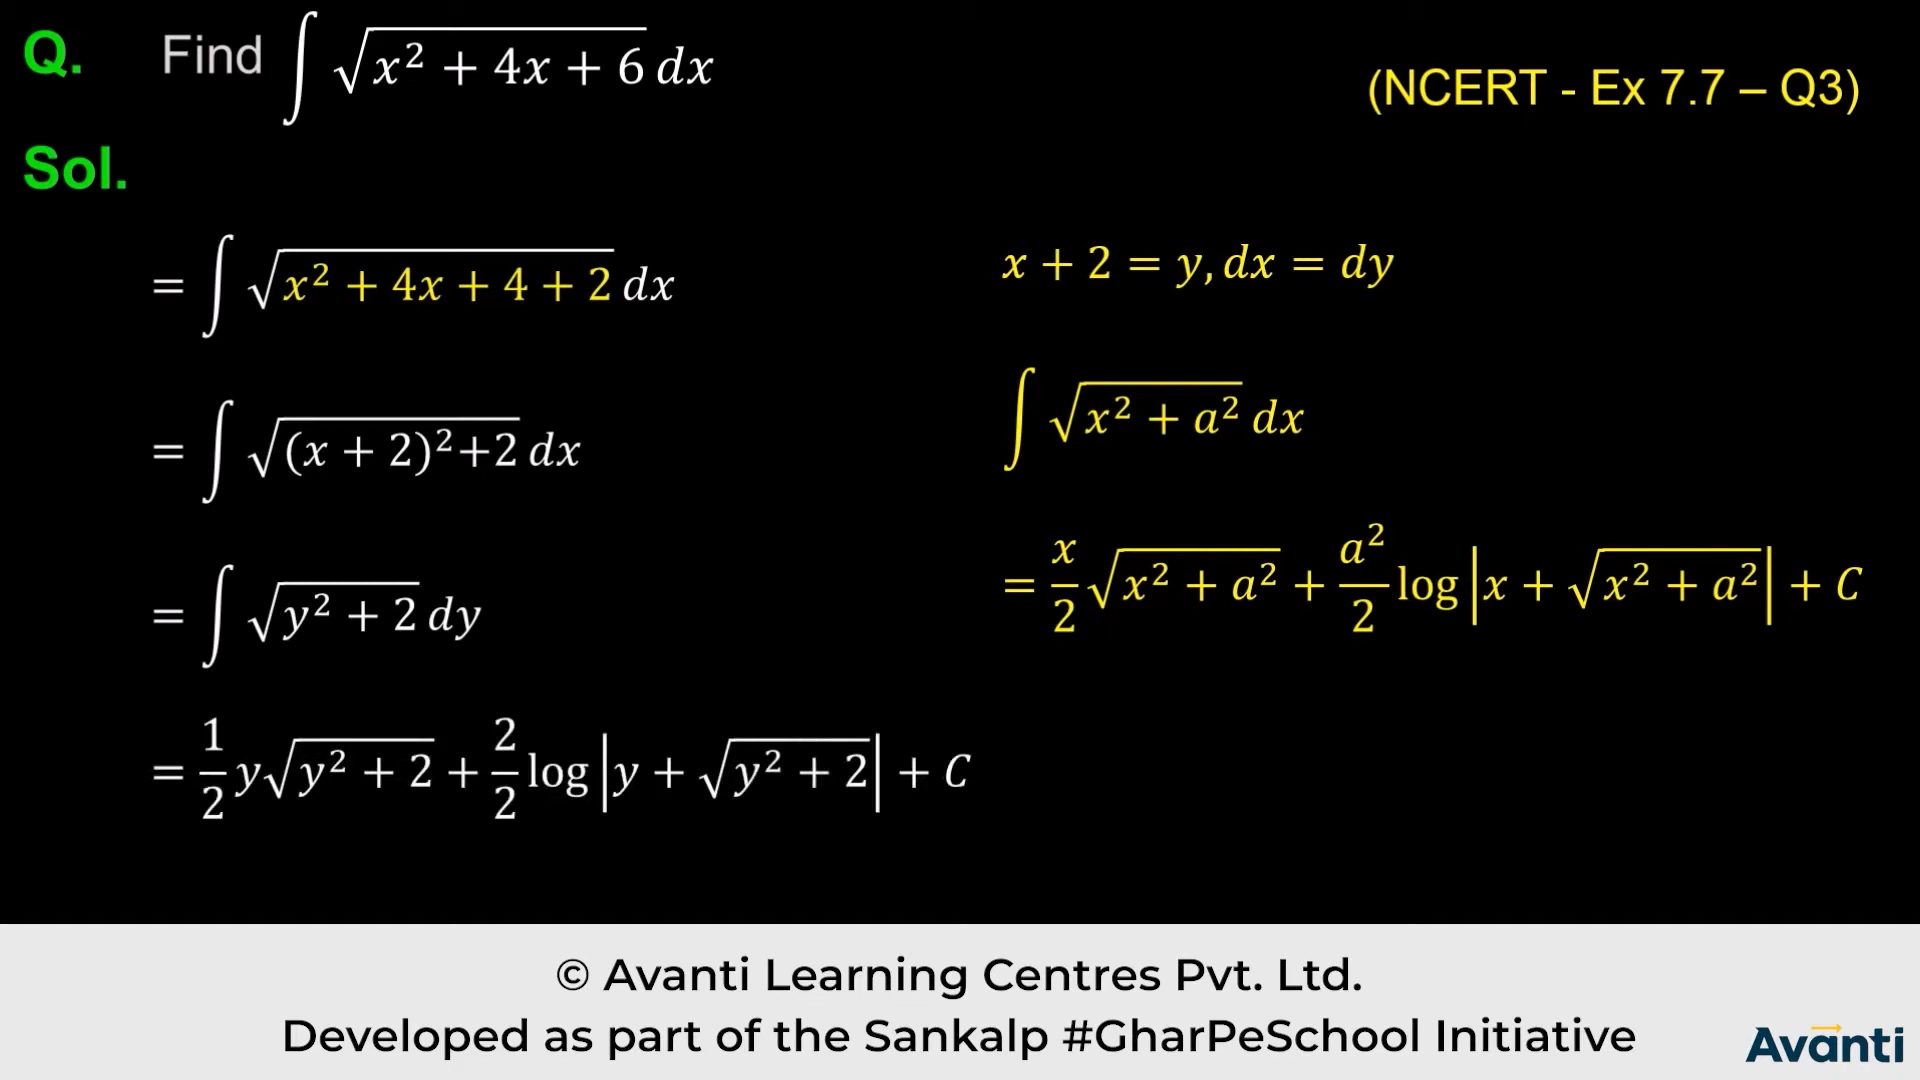 Q. Find ∫ √(x² + 4x + 6) dx
(NCERT - Ex 7.7 – Q3)
Sol.
= ∫ √(x² + 4x + 4 + 2) dx
= ∫ √((x + 2)²+2) dx
= ∫ √(y² + 2) dy
= 1/2 y√(y² + 2) + 2/2 log |y + √(y² + 2)| + C
x + 2 = y, dx = dy
∫ √(x² + a²) dx
= x/2 √(x² + a²) + a²/2 log |x + √(x² + a²)| + C
© Avanti Learning Centres Pvt. Ltd.
Developed as part of the Sankalp #GharPeSchool Initiative
Avanti